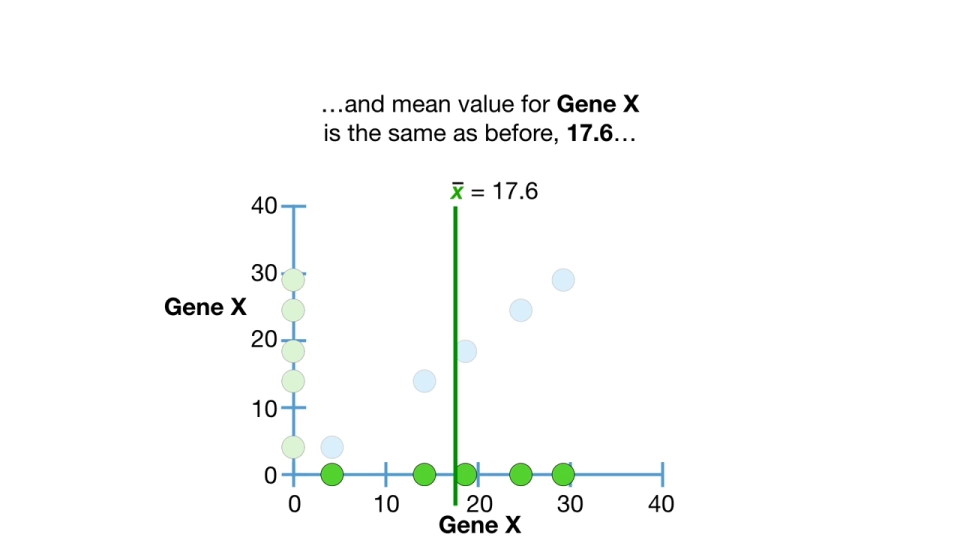 …and mean value for Gene X
is the same as before, 17.6…
x̄ = 17.6
40
30
Gene X
20
10
0
0 10 20 30 40
Gene X